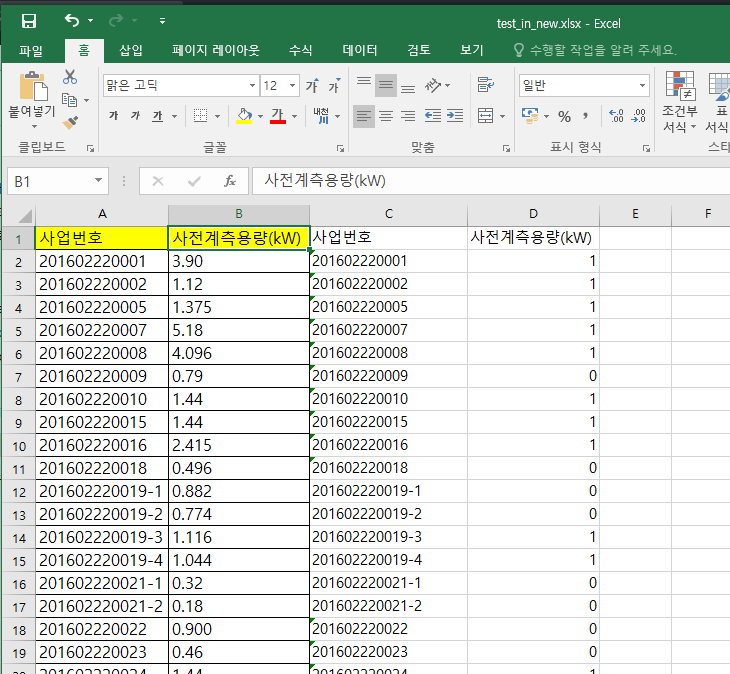 test_in_new.xlsx - Excel
파일 홈 삽입 페이지 레이아웃 수식 데이터 검토 보기 수행할 작업을 알려 주세요.
붙여넣기
맑은 고딕 12 가 가
가 가 가 가 내천
일반
% ,
조건부 서식
표 서식
클립보드 글꼴 맞춤 표시 형식 스타
B1 fx 사전계측용량(kW)
A B C D E F
1 사업번호 사전계측용량(kW) 사업번호 사전계측용량(kW)
2 201602220001 3.90 201602220001 1
3 201602220002 1.12 201602220002 1
4 201602220005 1.375 201602220005 1
5 201602220007 5.18 201602220007 1
6 201602220008 4.096 201602220008 1
7 201602220009 0.79 201602220009 0
8 201602220010 1.44 201602220010 1
9 201602220015 1.44 201602220015 1
10 201602220016 2.415 201602220016 1
11 201602220018 0.496 201602220018 0
12 201602220019-1 0.882 201602220019-1 0
13 201602220019-2 0.774 201602220019-2 0
14 201602220019-3 1.116 201602220019-3 1
15 201602220019-4 1.044 201602220019-4 1
16 201602220021-1 0.32 201602220021-1 0
17 201602220021-2 0.18 201602220021-2 0
18 201602220022 0.900 201602220022 0
19 201602220023 0.46 201602220023 0
201602220024 1.44 201602220024 1